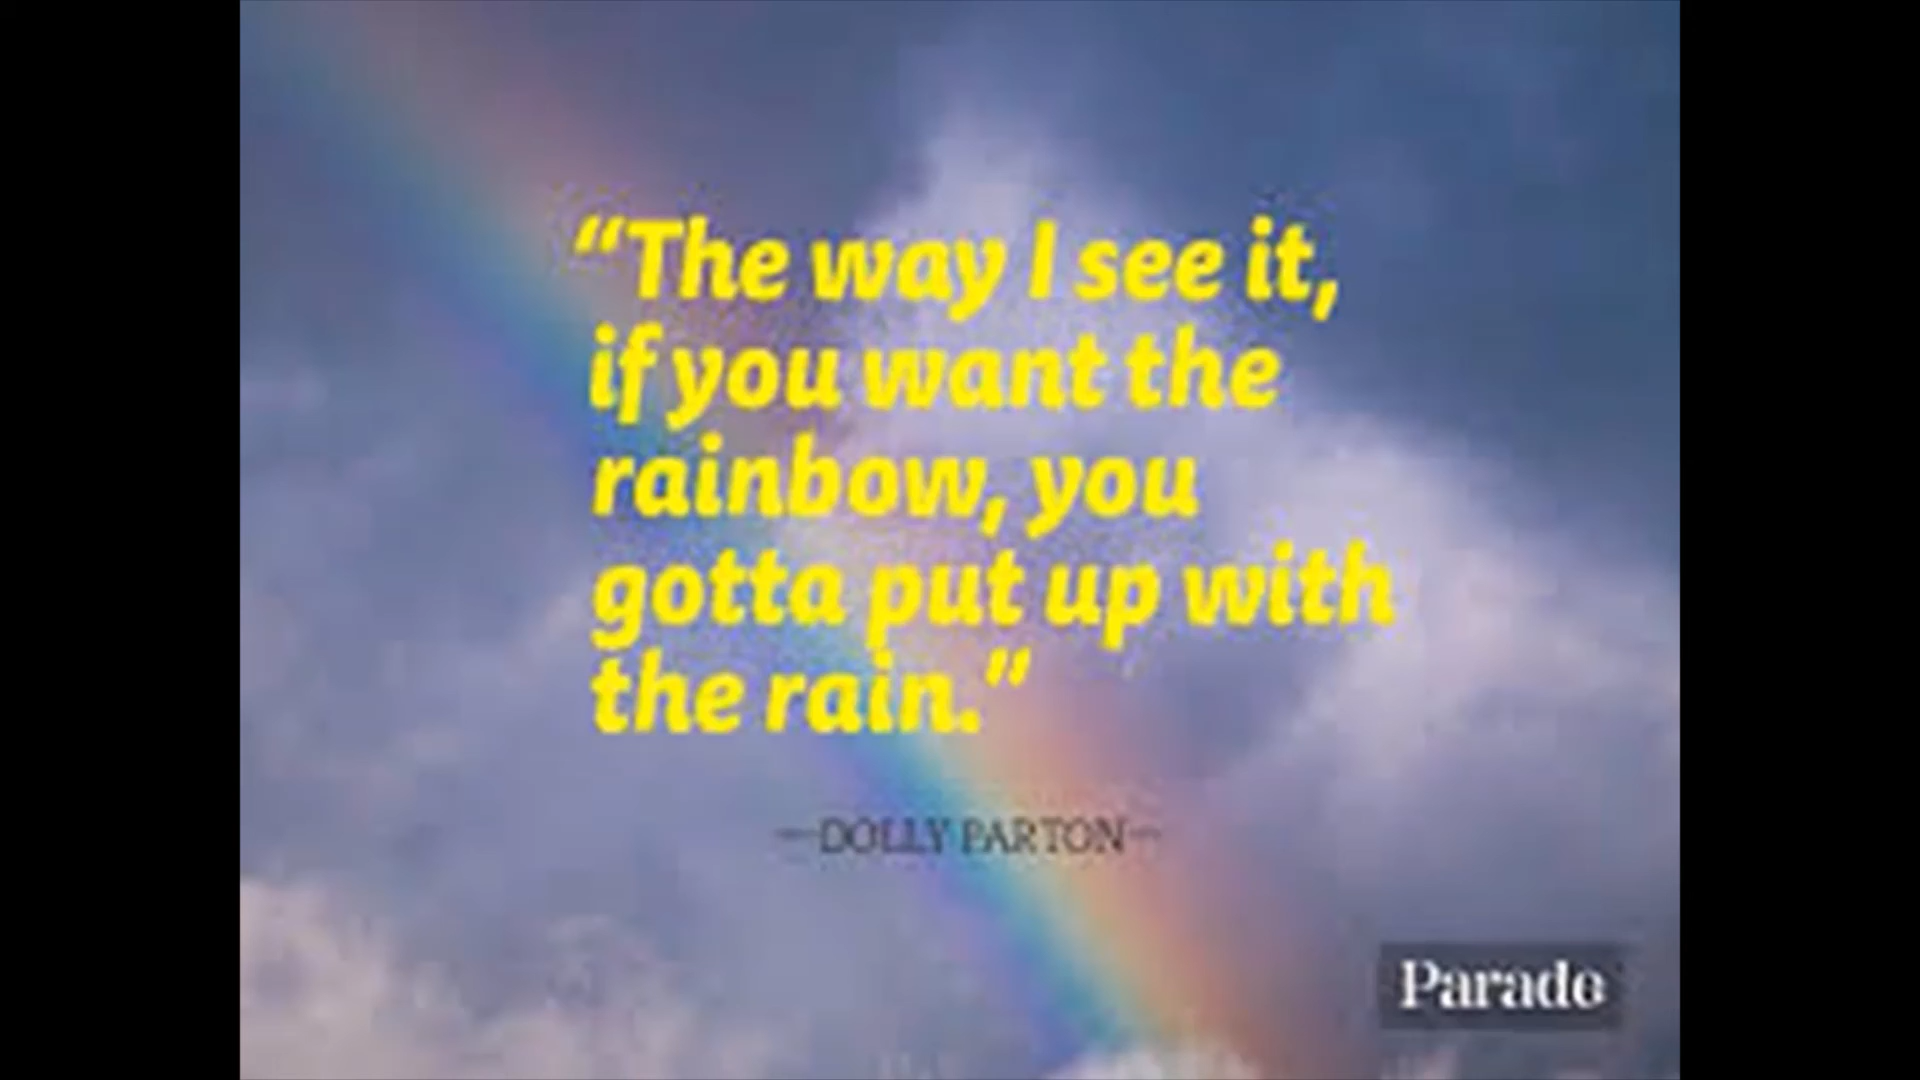 “The way I see it,
if you want the
rainbow, you
gotta put up with
the rain.”
—DOLLY PARTON—
Parade